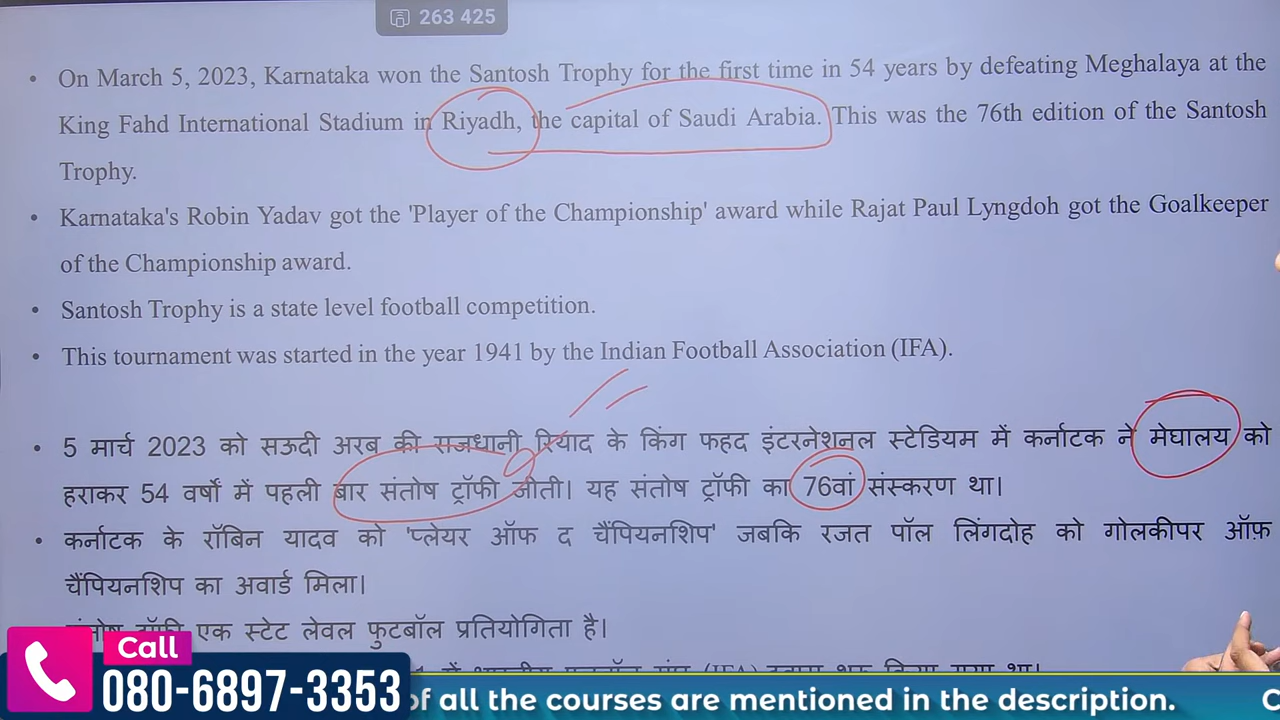 263 425
• On March 5, 2023, Karnataka won the Santosh Trophy for the first time in 54 years by defeating Meghalaya at the
King Fahd International Stadium in Riyadh, the capital of Saudi Arabia. This was the 76th edition of the Santosh
Trophy.
• Karnataka's Robin Yadav got the 'Player of the Championship' award while Rajat Paul Lyngdoh got the Goalkeeper
of the Championship award.
• Santosh Trophy is a state level football competition.
• This tournament was started in the year 1941 by the Indian Football Association (IFA).
• 5 मार्च 2023 को सऊदी अरब की राजधानी रियाद के किंग फहद इंटरनेशनल स्टेडियम में कर्नाटक ने मेघालय को
हराकर 54 वर्षों में पहली बार संतोष ट्रॉफी जीती। यह संतोष ट्रॉफी का 76वां संस्करण था।
• कर्नाटक के रॉबिन यादव को 'प्लेयर ऑफ द चैंपियनशिप' जबकि रजत पॉल लिंगदोह को गोलकीपर ऑफ़
चैंपियनशिप का अवार्ड मिला।
संतोष ट्रॉफी एक स्टेट लेवल फुटबॉल प्रतियोगिता है।
Call
080-6897-3353
of all the courses are mentioned in the description.